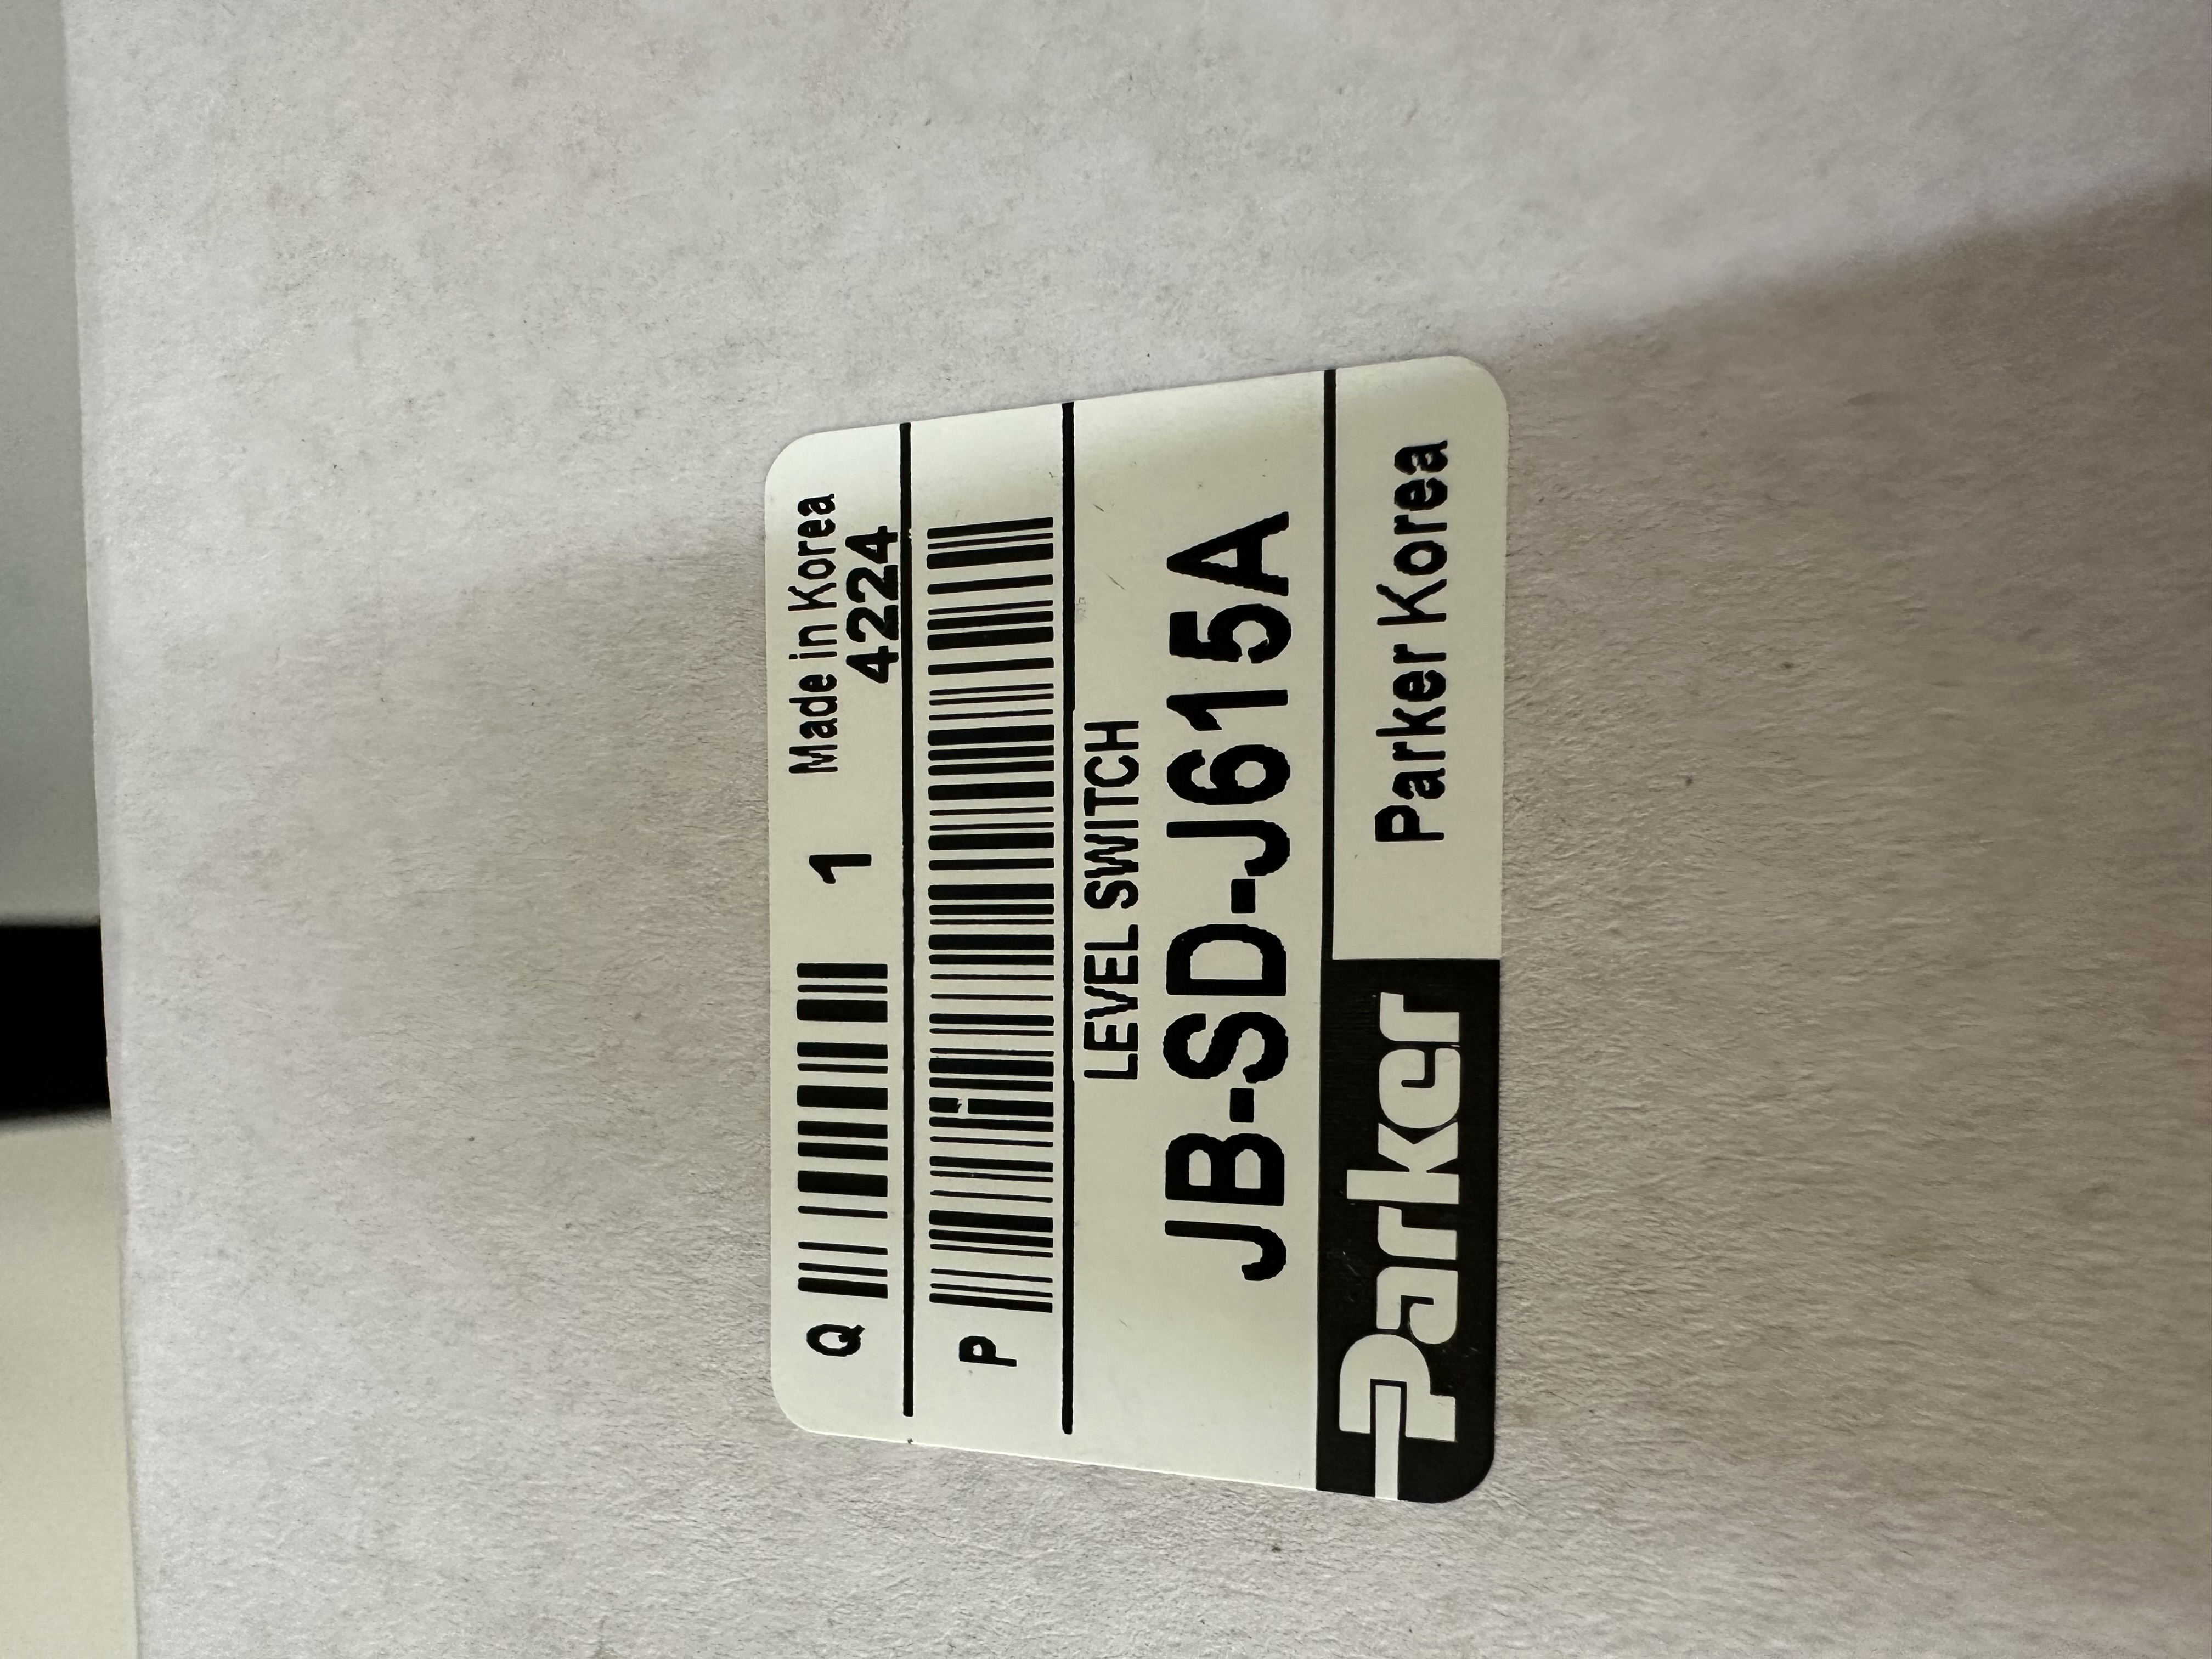 Q 1 Made in Korea
4224
P
LEVEL SWITCH
JB-SD-J615A
Parker Parker Korea